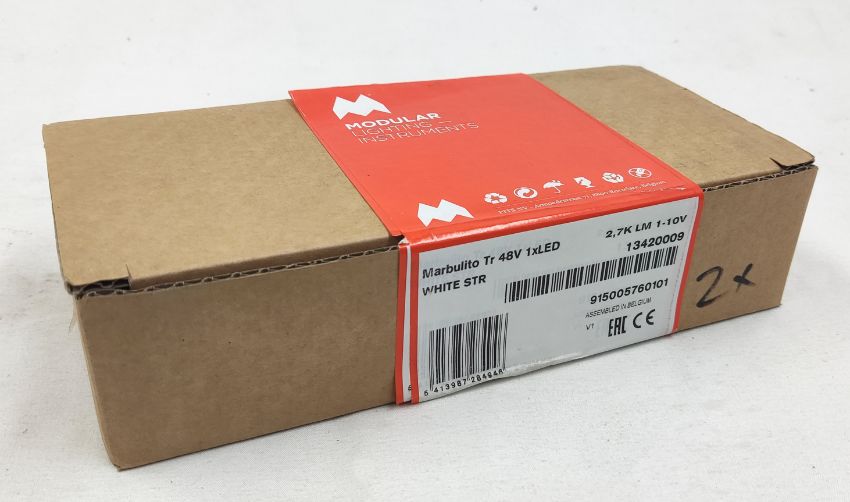 MODULAR
LIGHTING
INSTRUMENTS
Marbulito Tr 48V 1xLED
2,7K LM 1-10V
WHITE STR
13420009
915005760101
ASSEMBLED IN BELGIUM
V1 EAC CE
5 413987 284948
2x